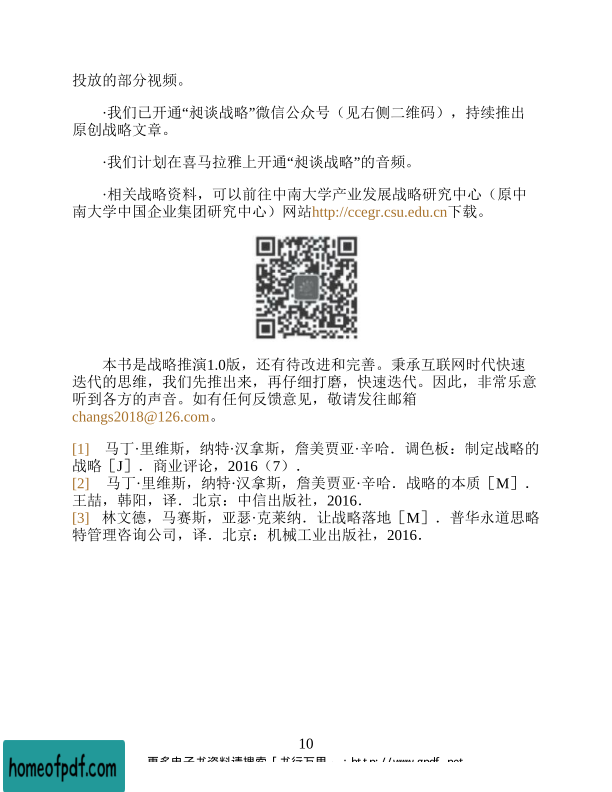 投放的部分视频。
·我们已开通“昶谈战略”微信公众号（见右侧二维码），持续推出
原创战略文章。
·我们计划在喜马拉雅上开通“昶谈战略”的音频。
·相关战略资料，可以前往中南大学产业发展战略研究中心（原中
南大学中国企业集团研究中心）网站http://ccegr.csu.edu.cn下载。
本书是战略推演1.0版，还有待改进和完善。秉承互联网时代快速
迭代的思维，我们先推出来，再仔细打磨，快速迭代。因此，非常乐意
听到各方的声音。如有任何反馈意见，敬请发往邮箱
changs2018@126.com。
[1] 马丁·里维斯，纳特·汉拿斯，詹美贾亚·辛哈．调色板：制定战略的
战略［J］．商业评论，2016（7）．
[2] 马丁·里维斯，纳特·汉拿斯，詹美贾亚·辛哈．战略的本质［M］．
王喆，韩阳，译．北京：中信出版社，2016．
[3] 林文德，马赛斯，亚瑟·克莱纳．让战略落地［M］．普华永道思略
特管理咨询公司，译．北京：机械工业出版社，2016．
10
更多电子书资料请搜索「书行万里
homeofpdf.com